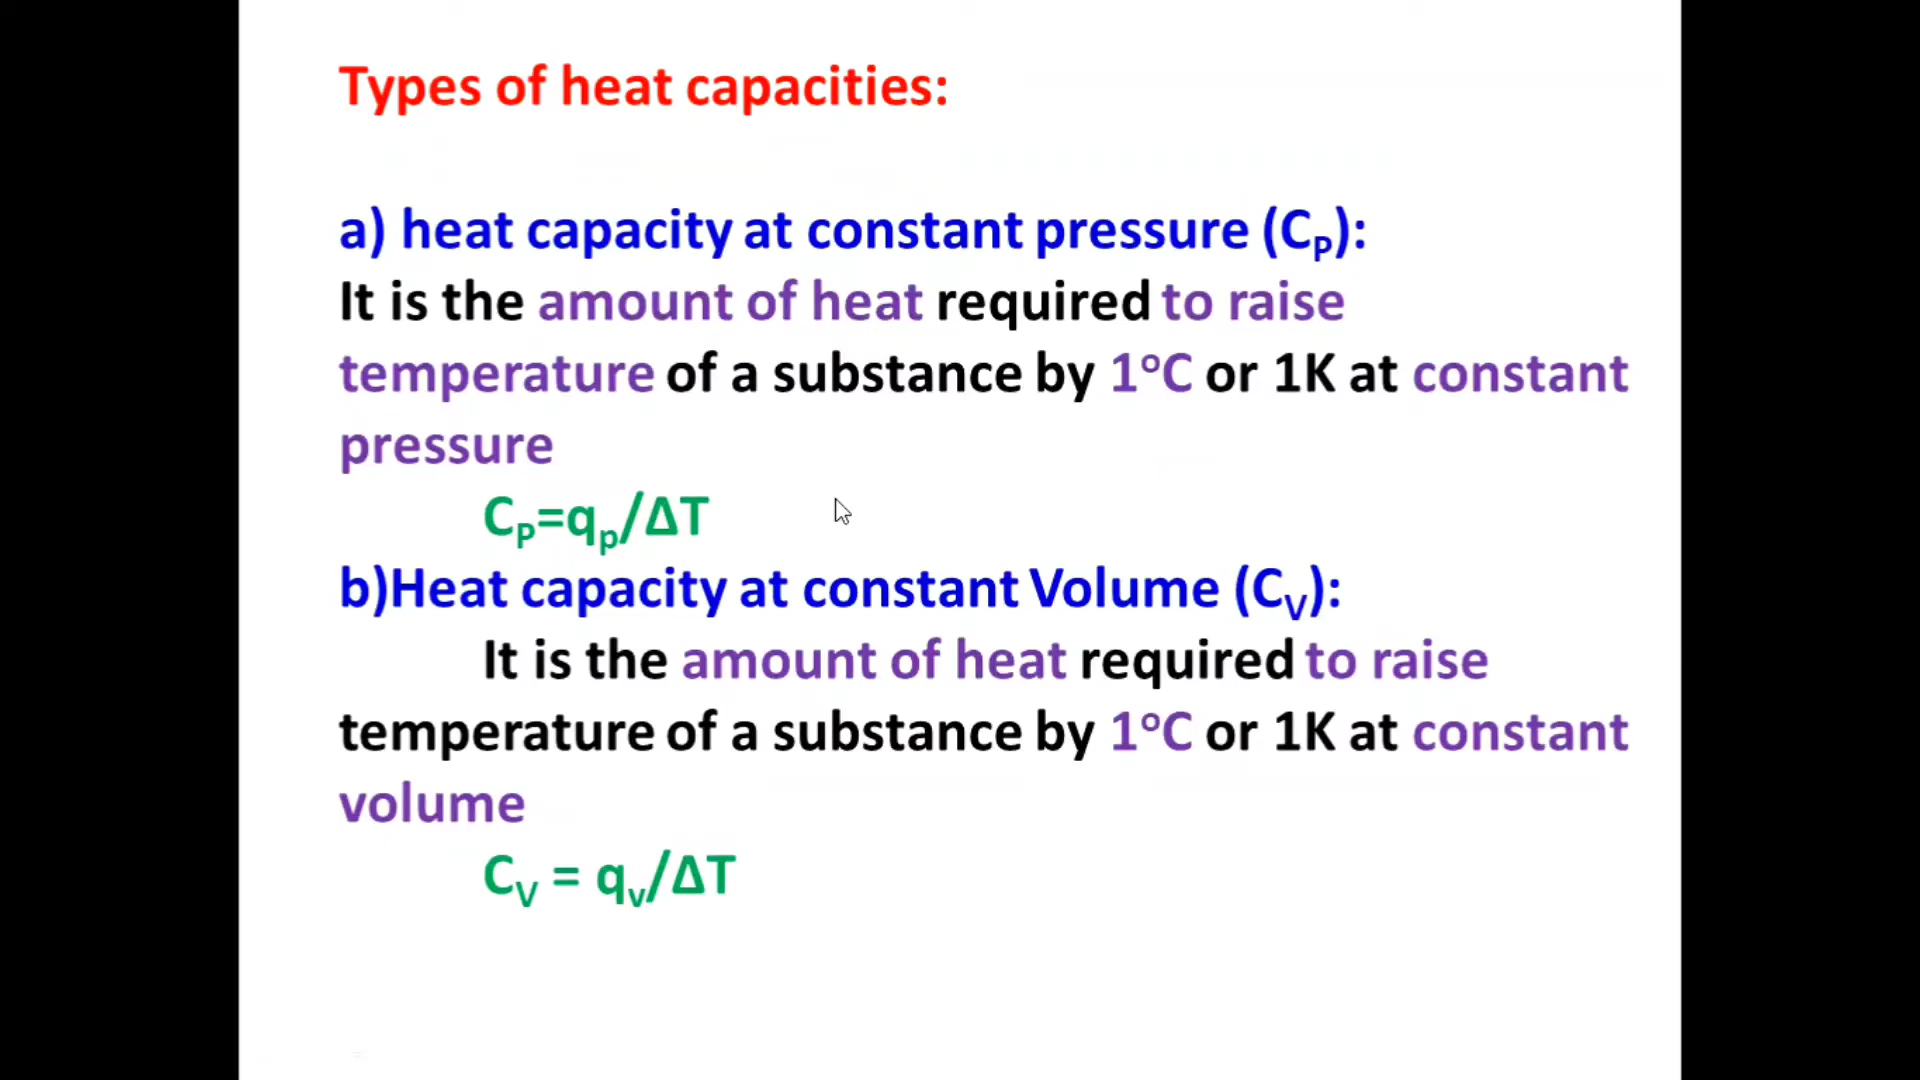 Types of heat capacities:
a) heat capacity at constant pressure (Cₚ):
It is the amount of heat required to raise
temperature of a substance by 1°C or 1K at constant
pressure
Cₚ=qₚ/ΔT
b)Heat capacity at constant Volume (Cᵥ):
It is the amount of heat required to raise
temperature of a substance by 1°C or 1K at constant
volume
Cᵥ = qᵥ/ΔT